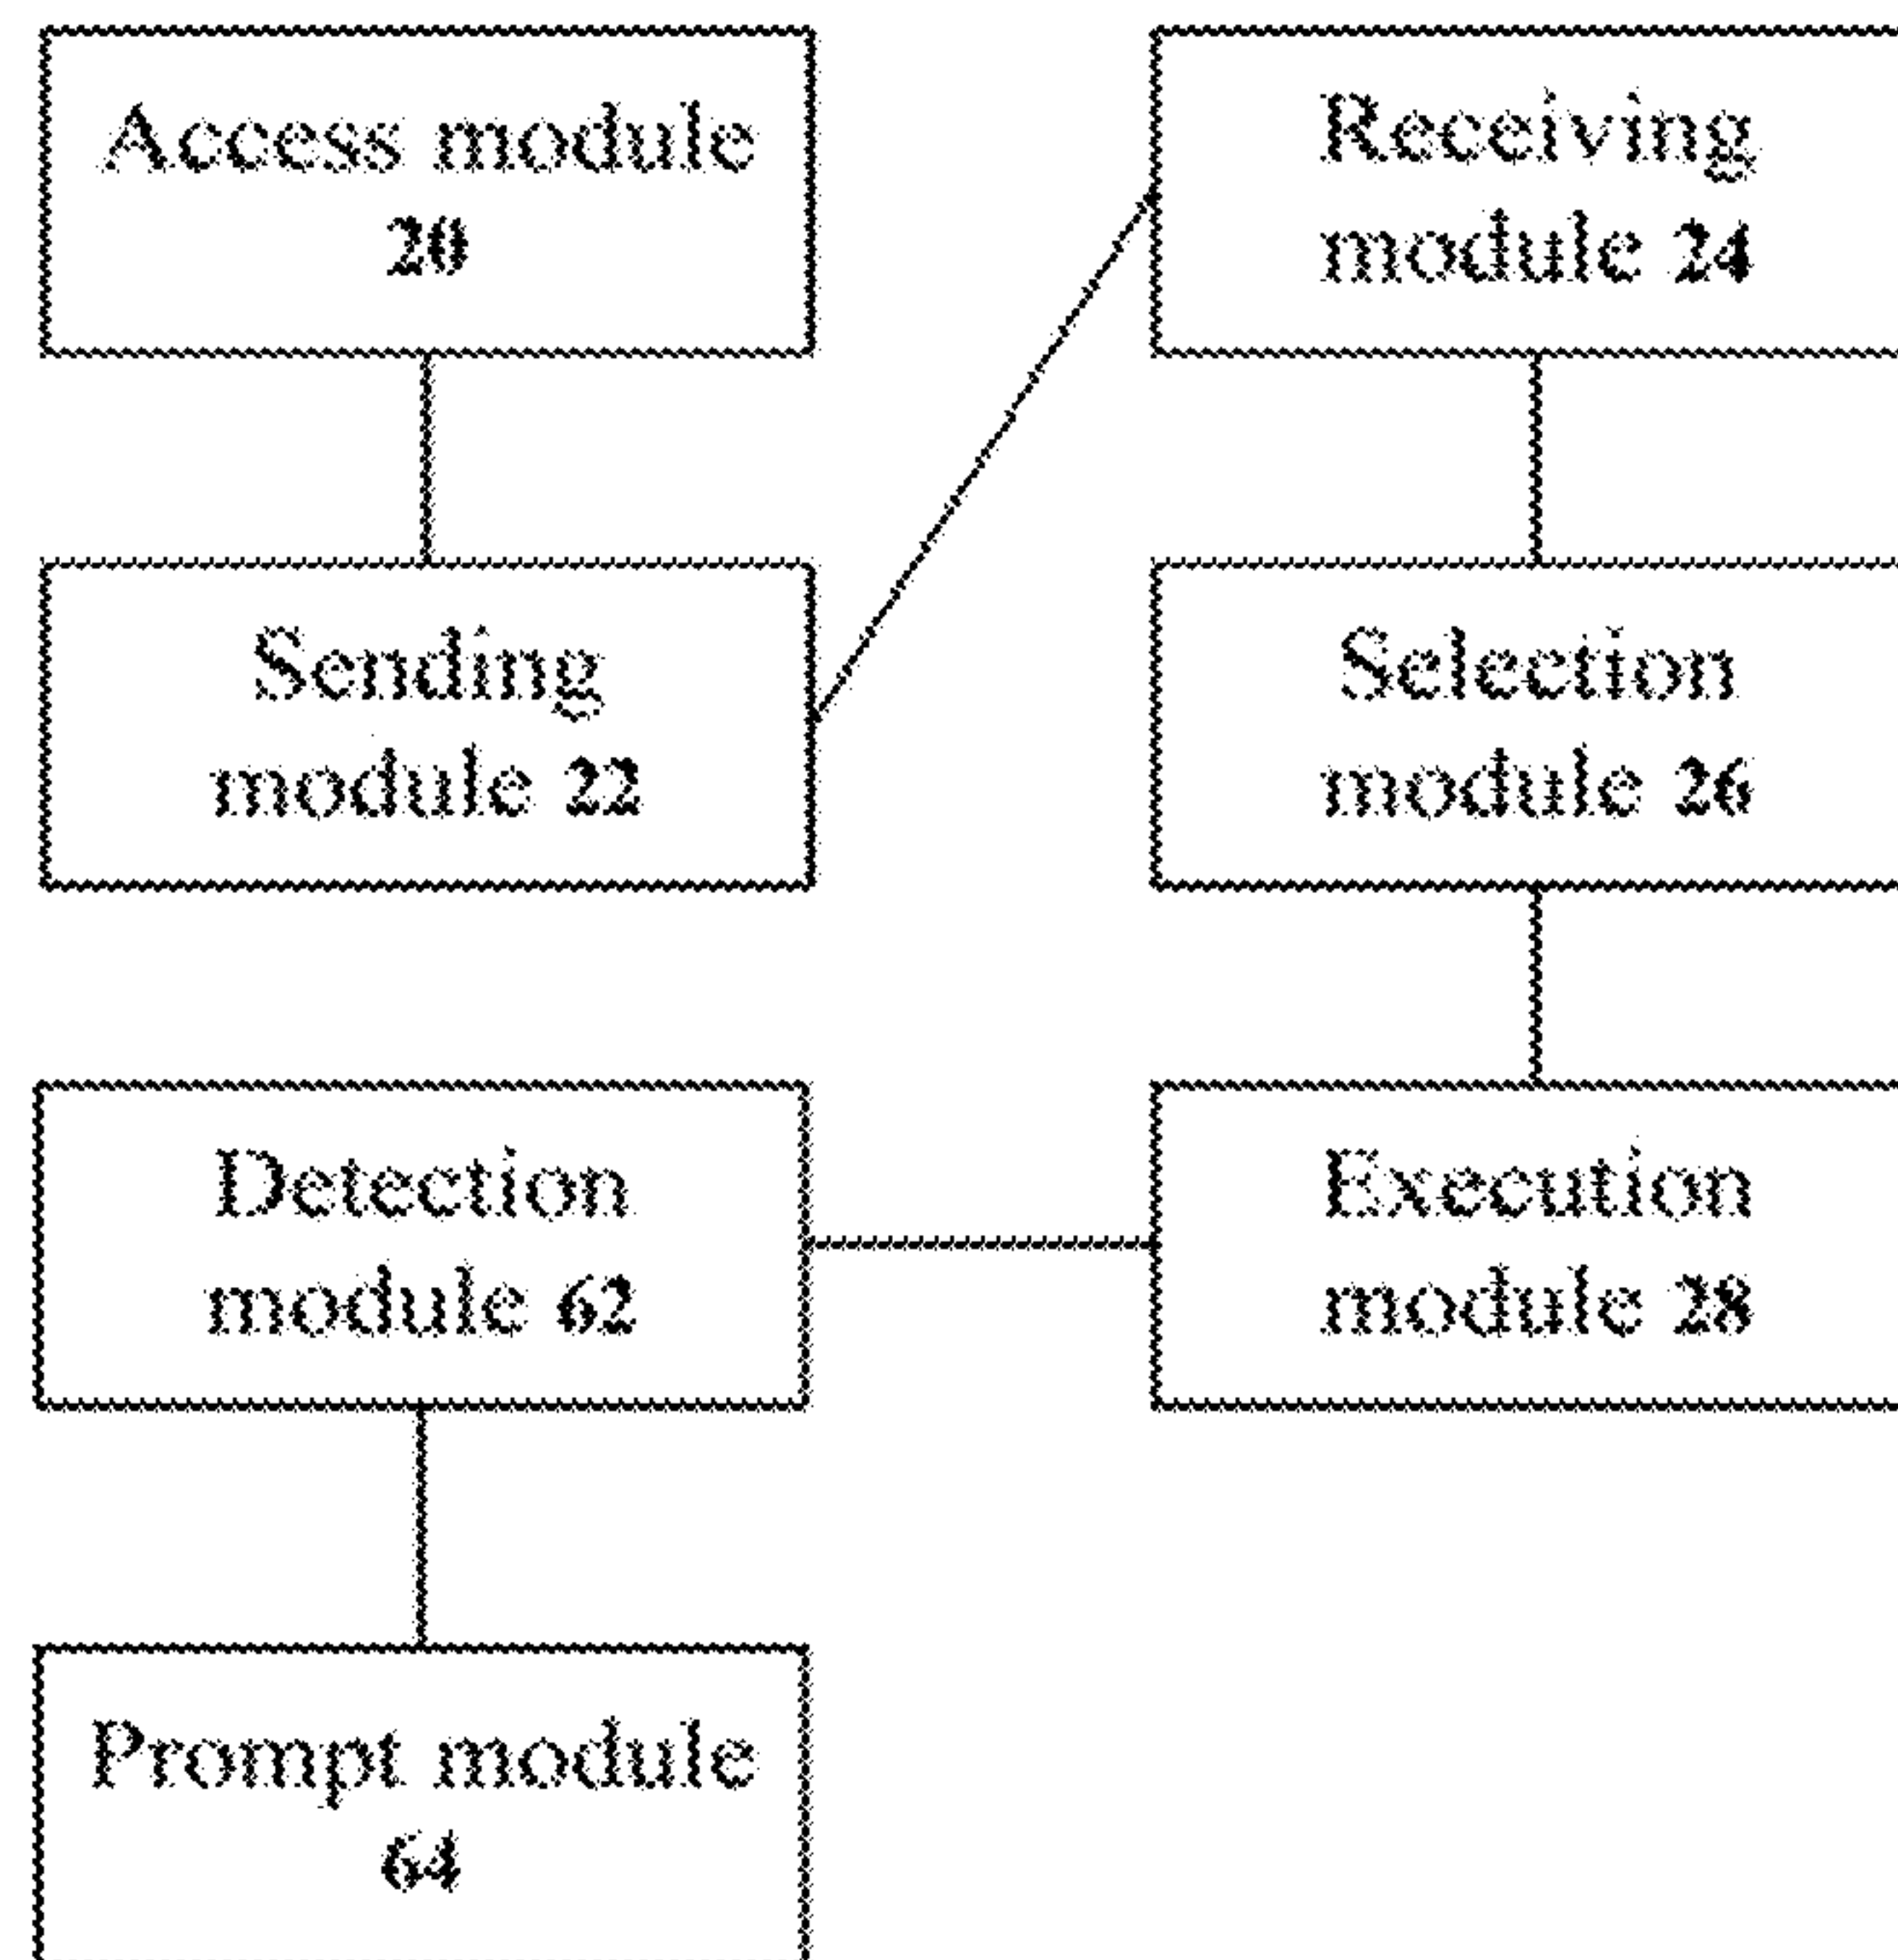 Access module
20
Receiving
module 24
Sending
module 22
Selection
module 26
Detection
module 62
Execution
module 28
Prompt module
64